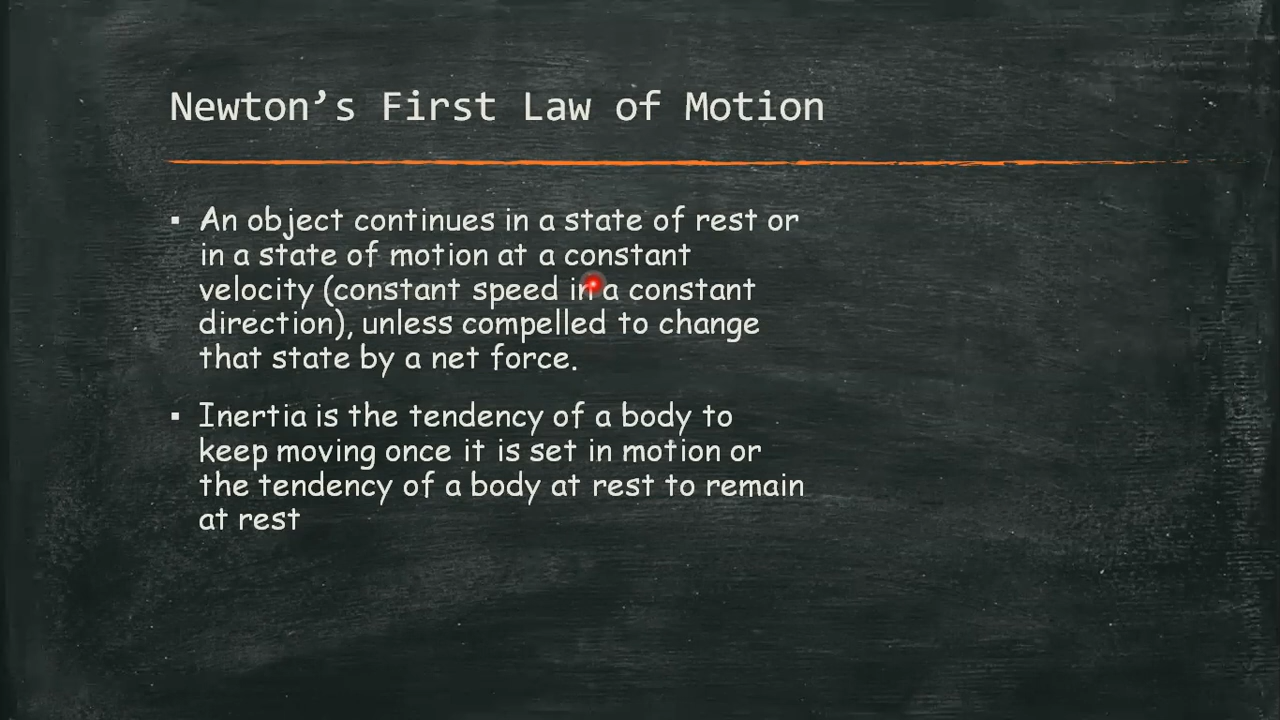 Newton’s First Law of Motion
▪ An object continues in a state of rest or
in a state of motion at a constant
velocity (constant speed in a constant
direction), unless compelled to change
that state by a net force.
▪ Inertia is the tendency of a body to
keep moving once it is set in motion or
the tendency of a body at rest to remain
at rest